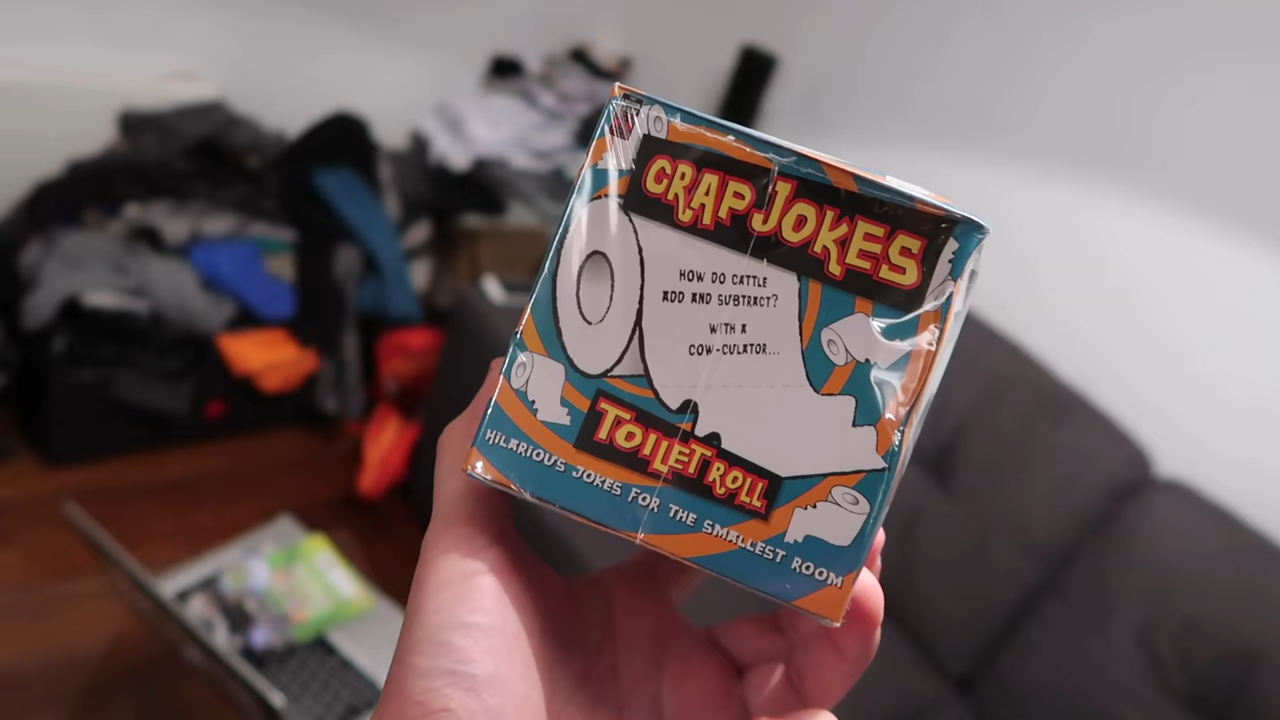 CRAP JOKES
HOW DO CATTLE
ADD AND SUBTRACT?
WITH A
COW-CULATOR...
TOILET ROLL
HILARIOUS JOKES FOR THE SMALLEST ROOM